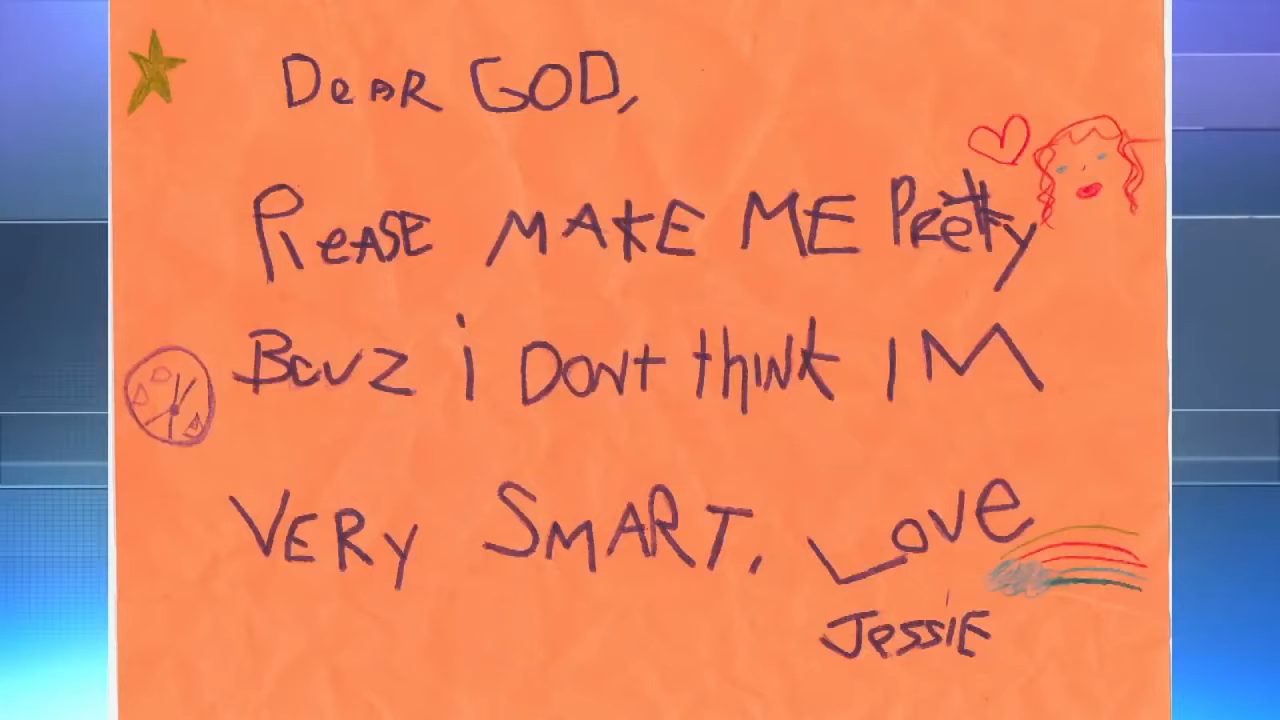 DeAR GOD,
PleASE MAKE ME PRetty
BCUZ i DONt thiNK IM
VERy SMART. LOVe
JessiE